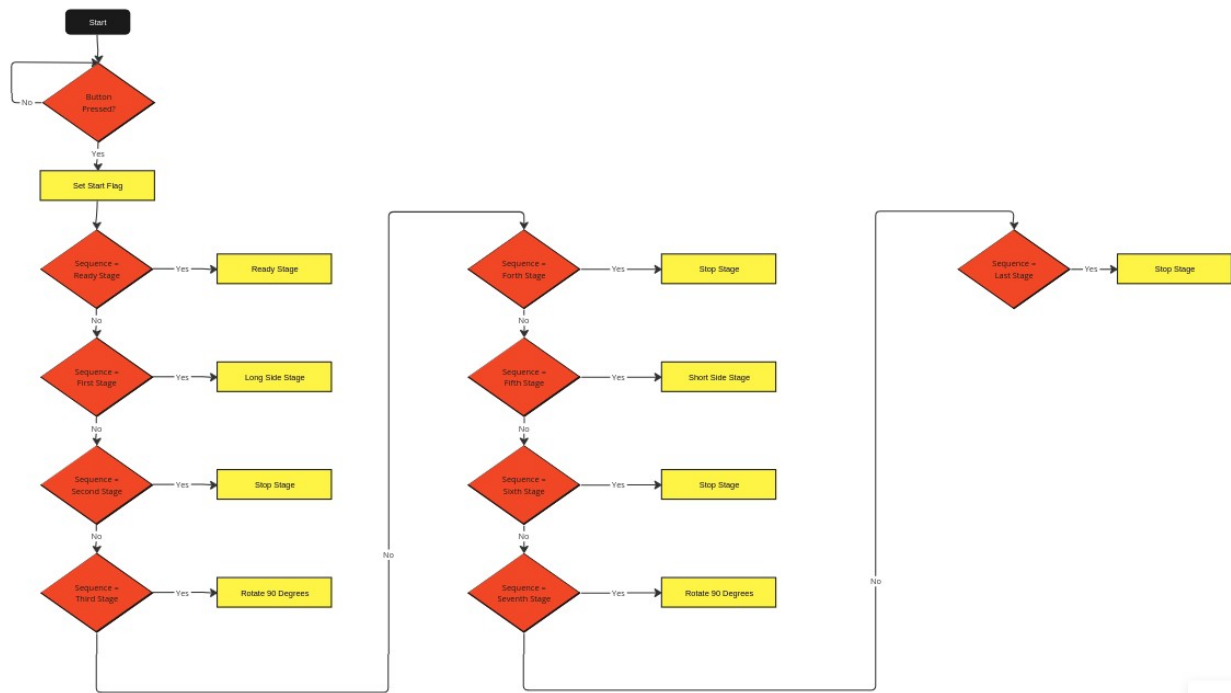 Start
Button
Pressed?
No
Yes
Set Start Flag
Sequence =
Ready Stage
Yes
Ready Stage
No
Sequence =
First Stage
Yes
Long Side Stage
No
Sequence =
Second Stage
Yes
Stop Stage
No
Sequence =
Third Stage
Yes
Rotate 90 Degrees
No
Sequence =
Forth Stage
Yes
Stop Stage
No
Sequence =
Fifth Stage
Yes
Short Side Stage
No
Sequence =
Sixth Stage
Yes
Stop Stage
No
Sequence =
Seventh Stage
Yes
Rotate 90 Degrees
No
Sequence =
Last Stage
Yes
Stop Stage